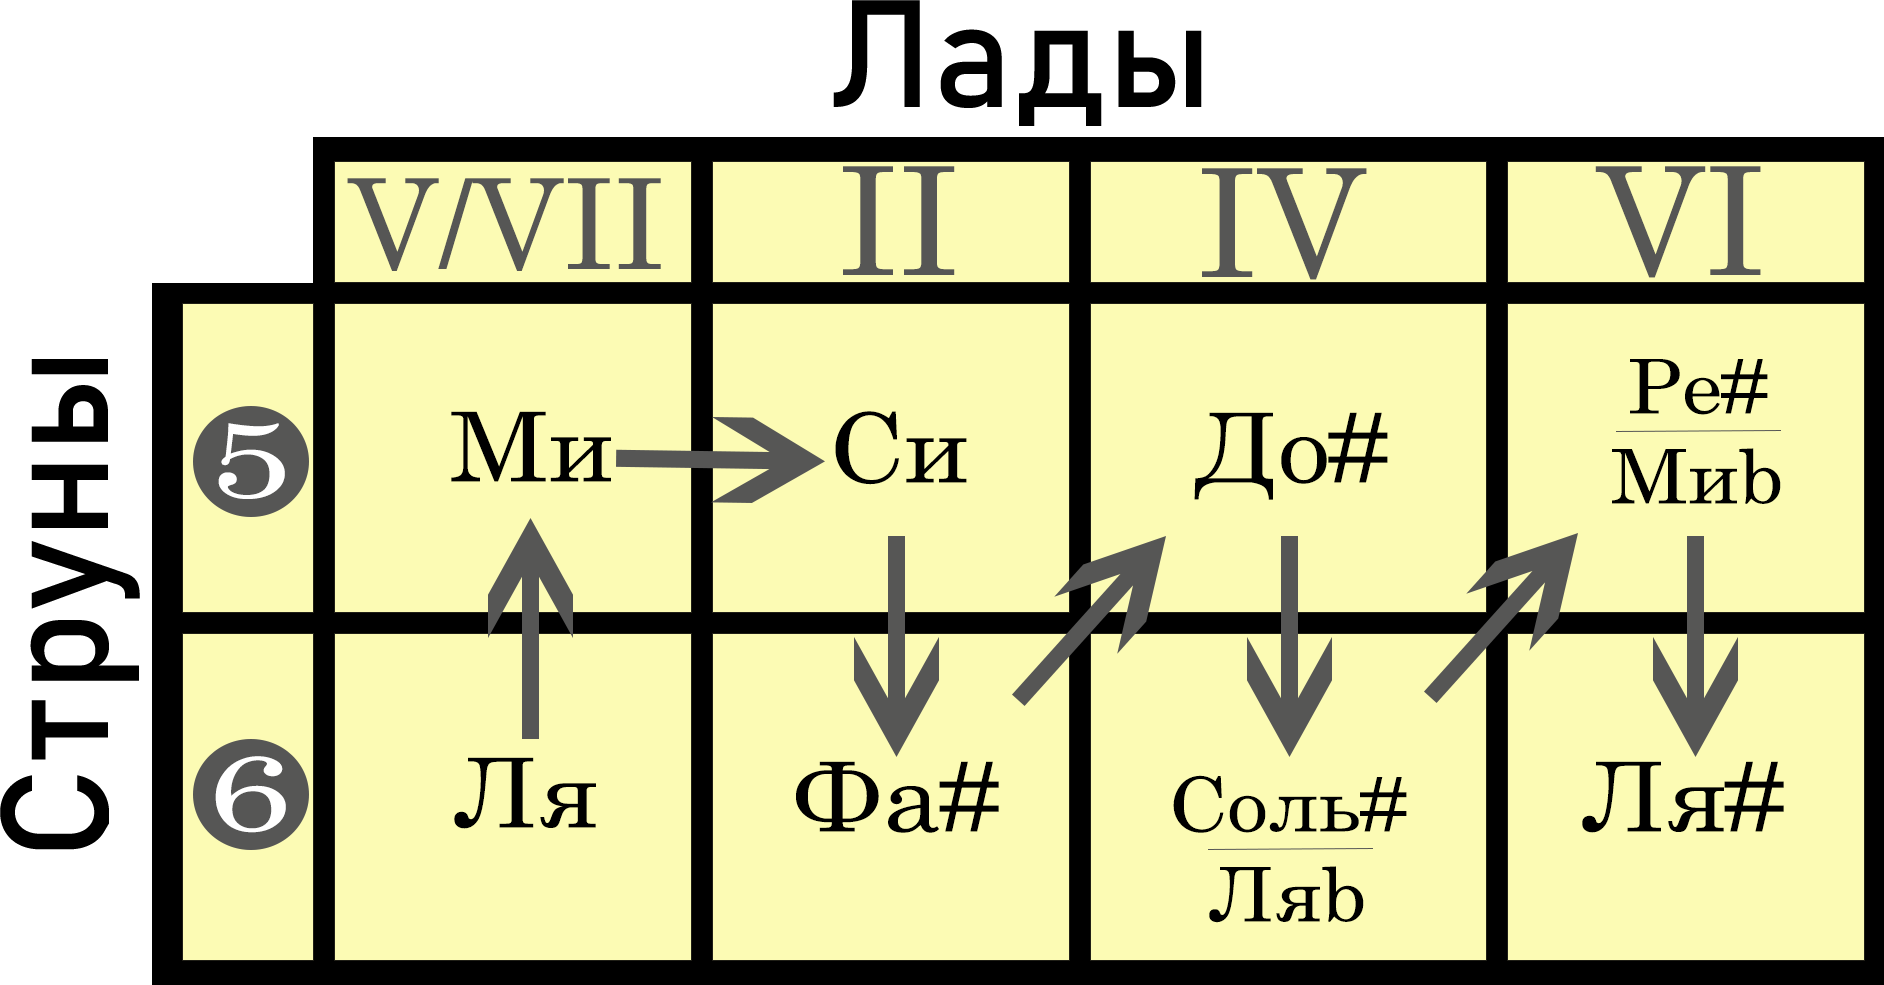 Лады
V/VII II IV VI
Струны
5 Ми Си До# Ре#
Миb
6 Ля Фа# Соль# Ля#
Ляb